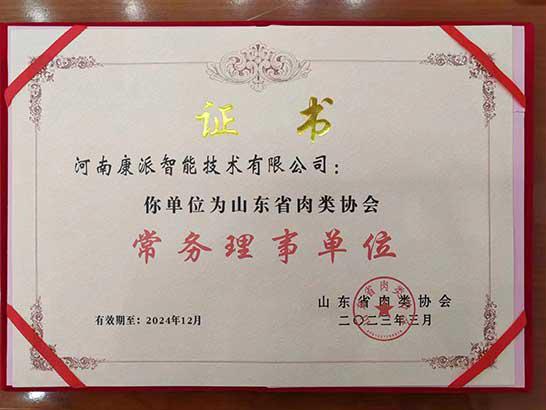 证书
河南康派智能技术有限公司：
你单位为山东省肉类协会
常务理事单位
山东省肉类协会
有效期至：2024年12月
二〇二三年三月